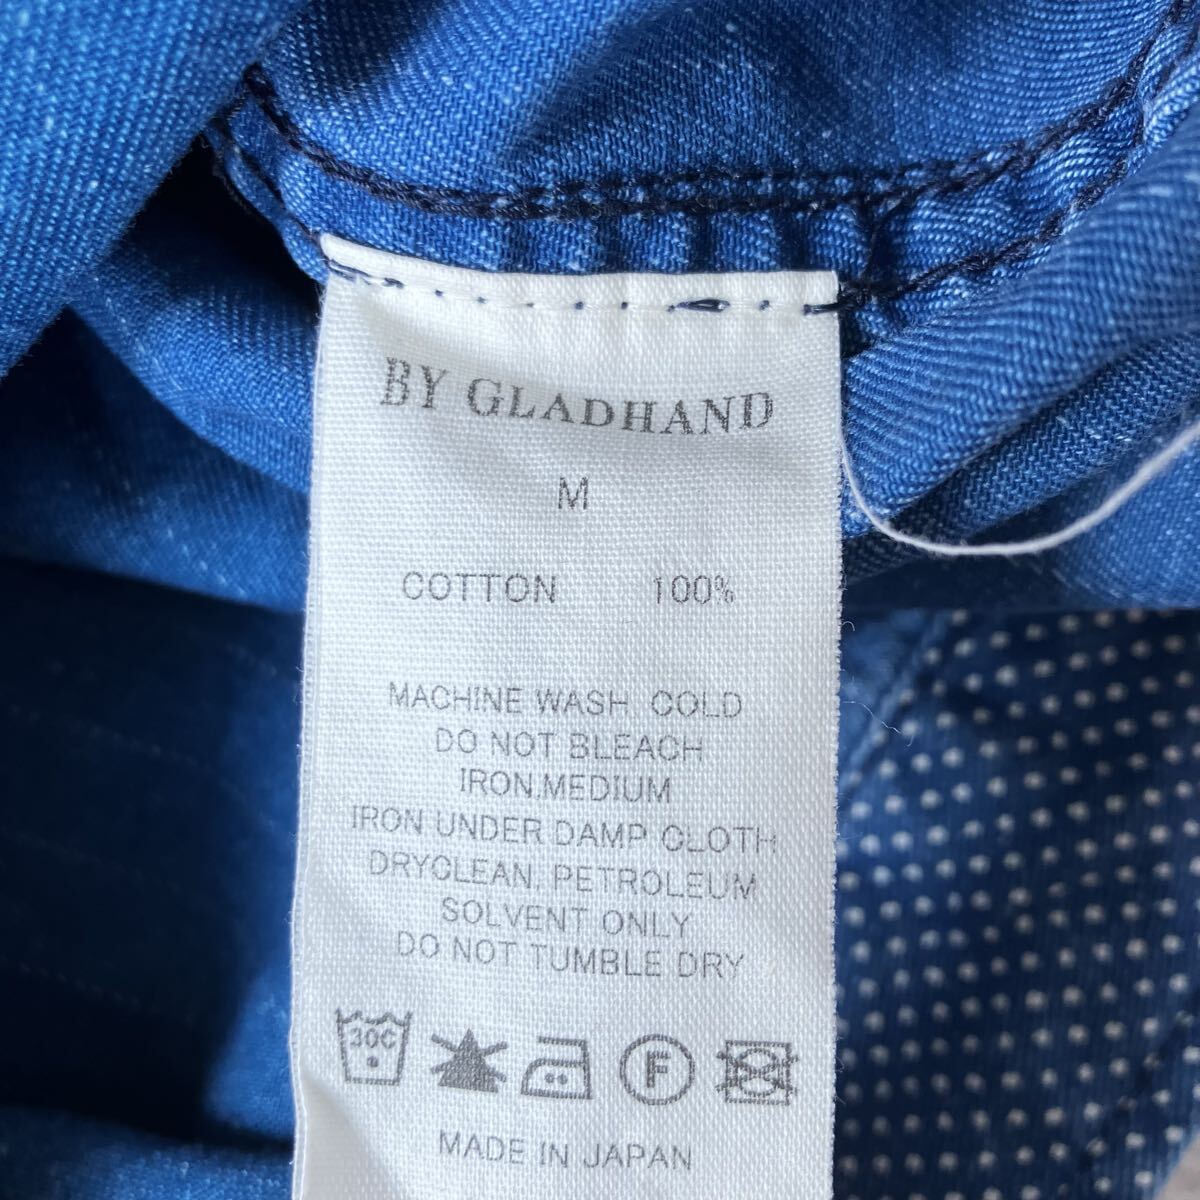 BY GLADHAND
M
COTTON 100%
MACHINE WASH COLD
DO NOT BLEACH
IRON.MEDIUM
IRON UNDER DAMP CLOTH
DRYCLEAN. PETROLEUM
SOLVENT ONLY
DO NOT TUMBLE DRY
30C F
MADE IN JAPAN